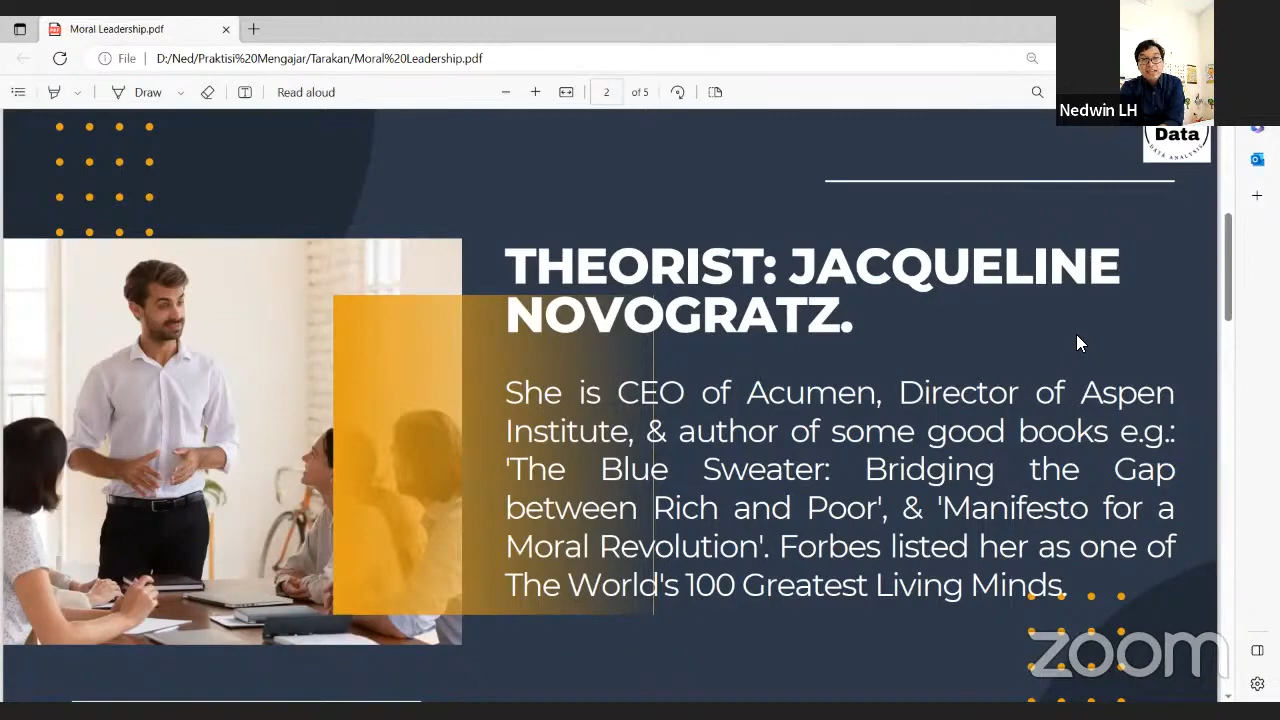 Moral Leadership.pdf
File D:/Ned/Praktisi%20Mengajar/Tarakan/Moral%20Leadership.pdf
Draw
Read aloud
2 of 5
Nedwin LH
Data
DATA ANALYSIS
THEORIST: JACQUELINE
NOVOGRATZ.
She is CEO of Acumen, Director of Aspen
Institute, & author of some good books e.g.:
'The Blue Sweater: Bridging the Gap
between Rich and Poor', & 'Manifesto for a
Moral Revolution'. Forbes listed her as one of
The World's 100 Greatest Living Minds.
zoom